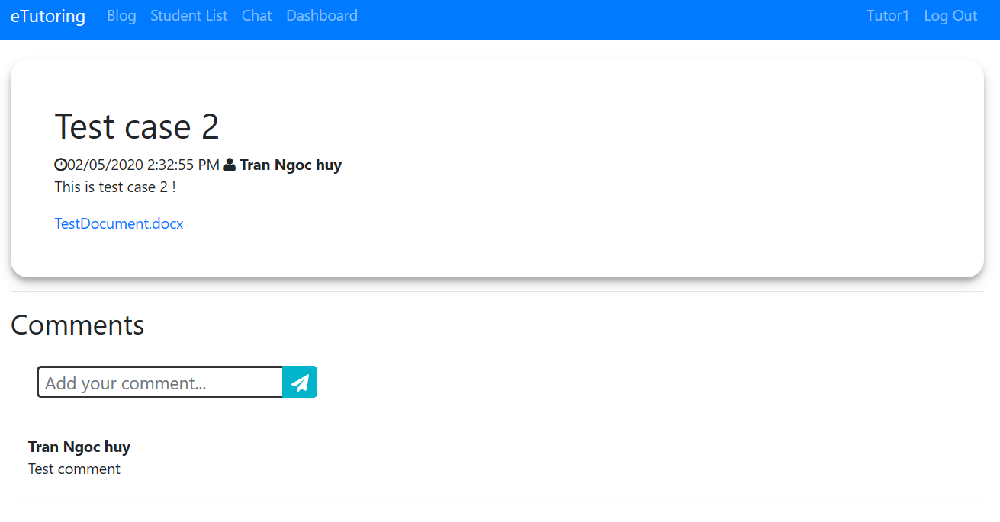 eTutoring Blog Student List Chat Dashboard Tutor1 Log Out
Test case 2
02/05/2020 2:32:55 PM Tran Ngoc huy
This is test case 2 !
TestDocument.docx
Comments
Add your comment...
Tran Ngoc huy
Test comment